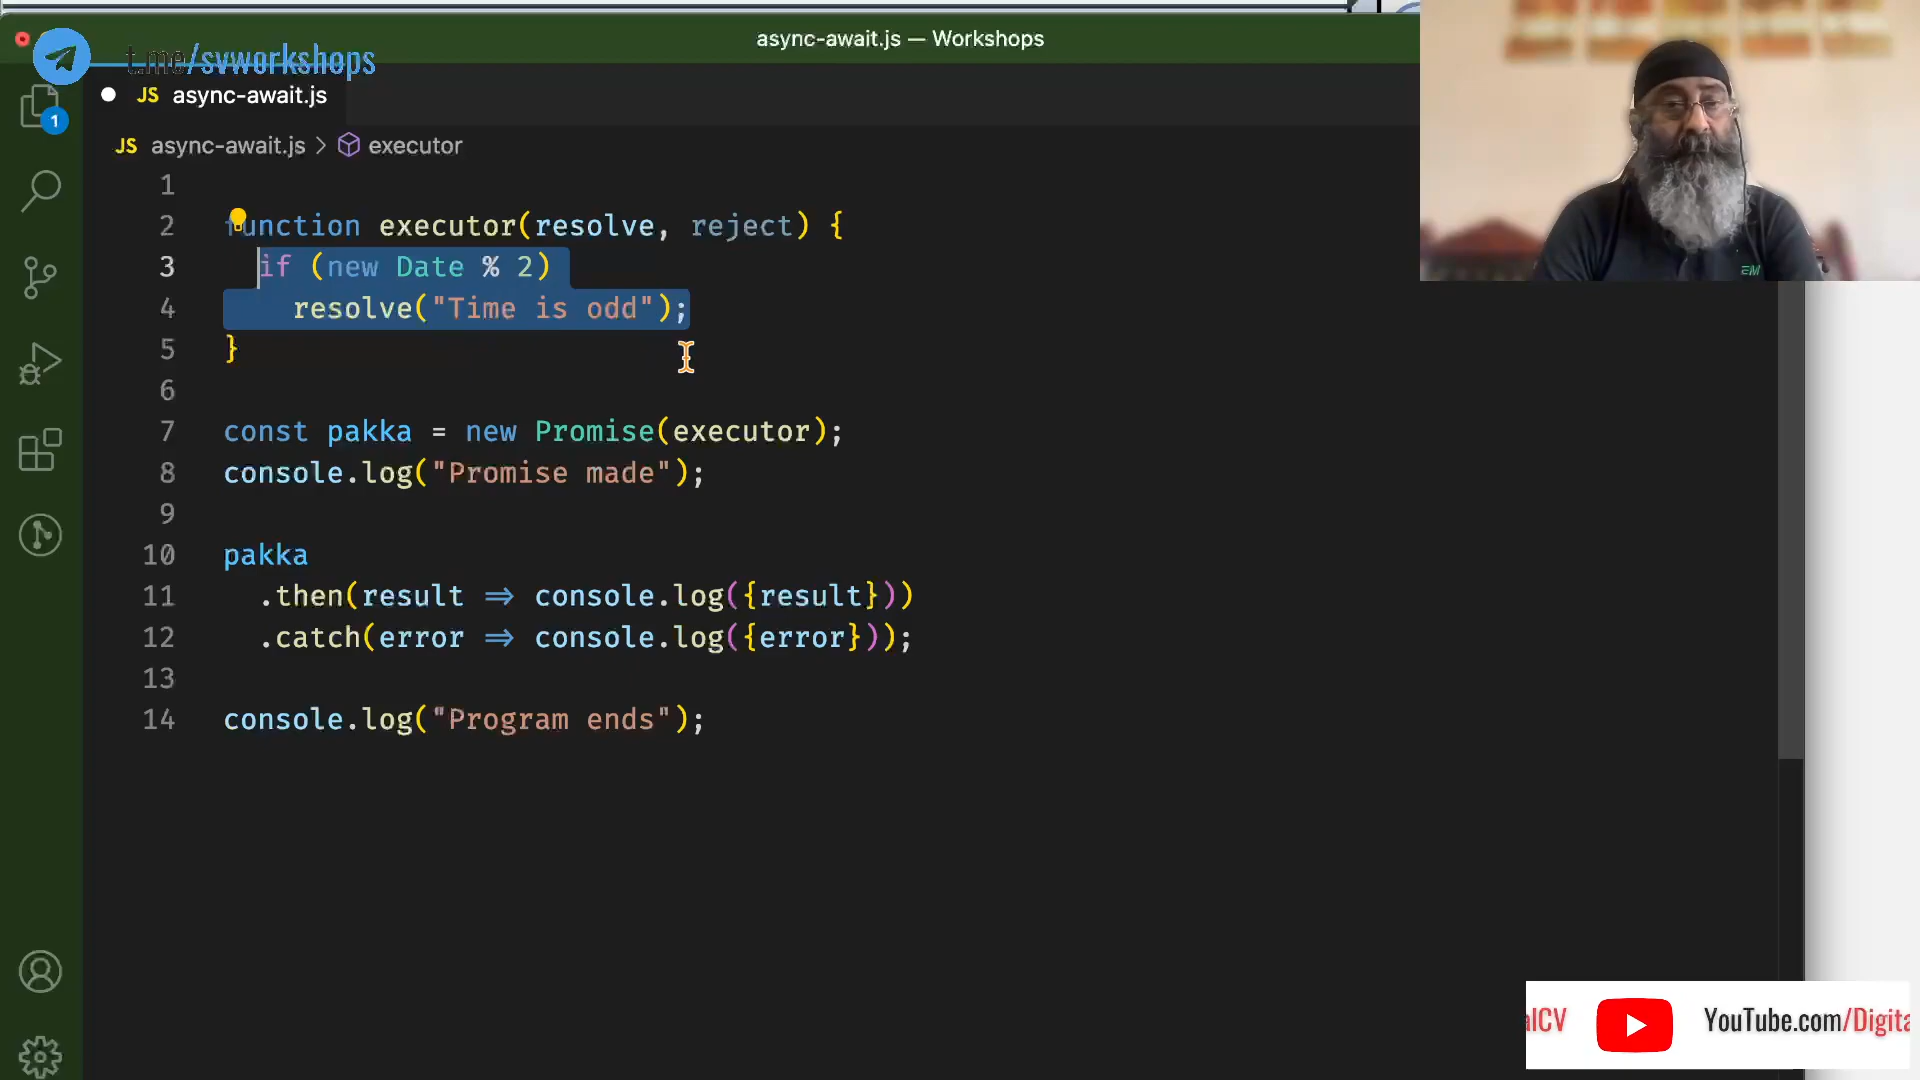 async-await.js — Workshops
t.me/svworkshops
1
JS async-await.js
JS async-await.js > executor
1
2 function executor(resolve, reject) {
3 if (new Date % 2)
4 resolve("Time is odd");
5 }
6
7 const pakka = new Promise(executor);
8 console.log("Promise made");
9
10 pakka
11 .then(result => console.log({result}))
12 .catch(error => console.log({error}));
13
14 console.log("Program ends");
EM
alCV YouTube.com/Digita